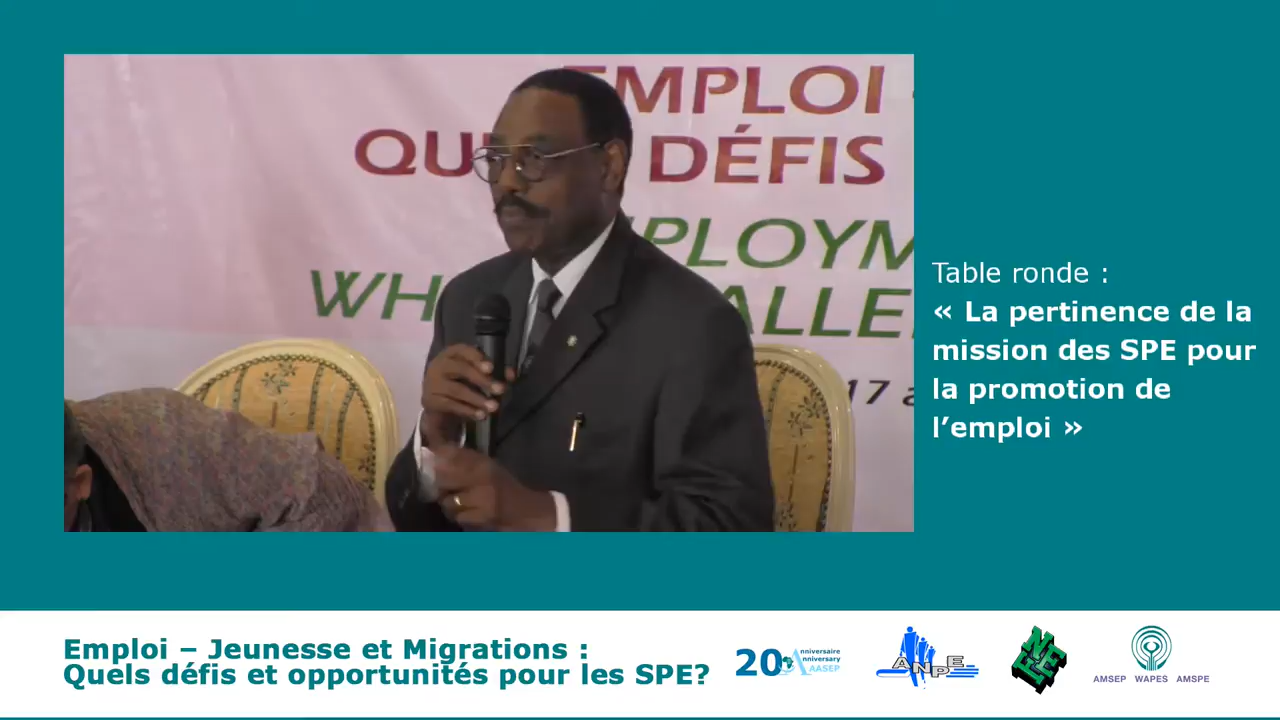 EMPLOI
QU DÉFIS
PLOYM
WH ALLE
17 a
Table ronde :
« La pertinence de la
mission des SPE pour
la promotion de
l’emploi »
Emploi – Jeunesse et Migrations :
Quels défis et opportunités pour les SPE?
20 Anniversaire
Anniversary
AASEP
ANPE
AMSEP WAPES AMSPE